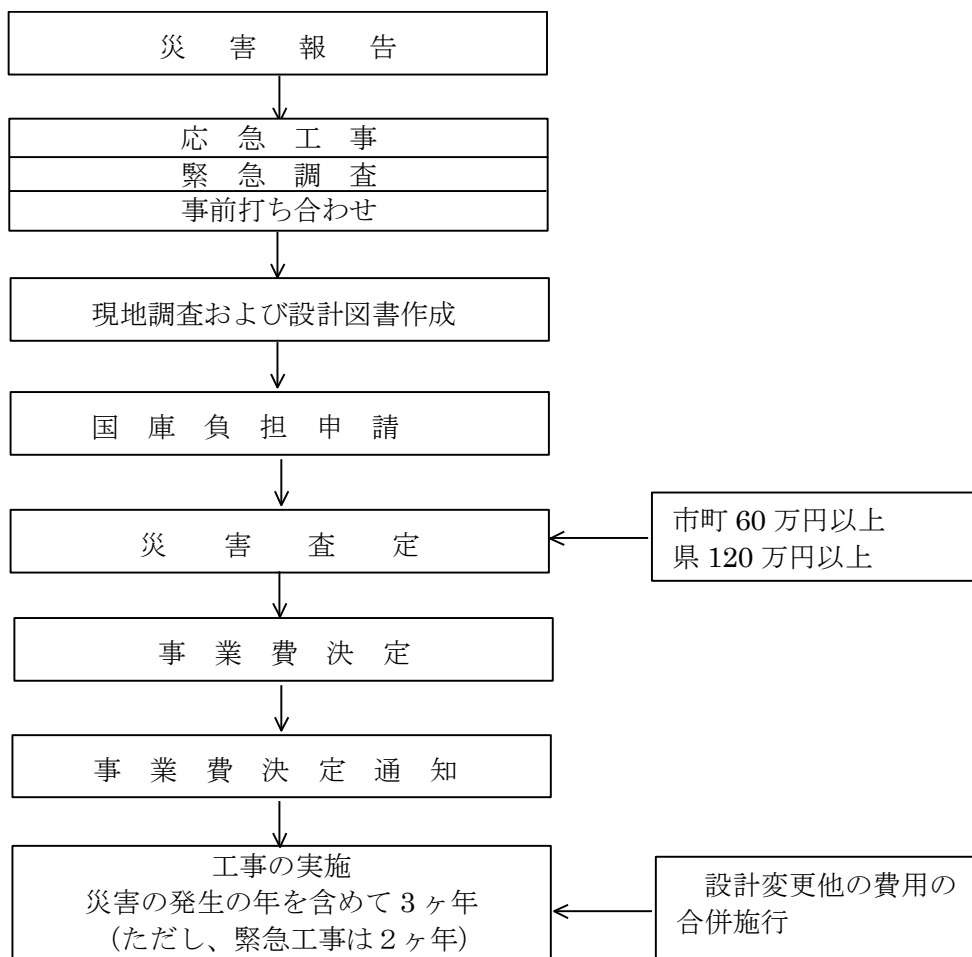 災害報告
応急工事
緊急調査
事前打ち合わせ
現地調査および設計図書作成
国庫負担申請
災害査定
市町 60 万円以上
県 120 万円以上
事業費決定
事業費決定通知
工事の実施
災害の発生の年を含めて 3 ヶ年
(ただし、緊急工事は 2 ヶ年)
設計変更他の費用の
合併施行